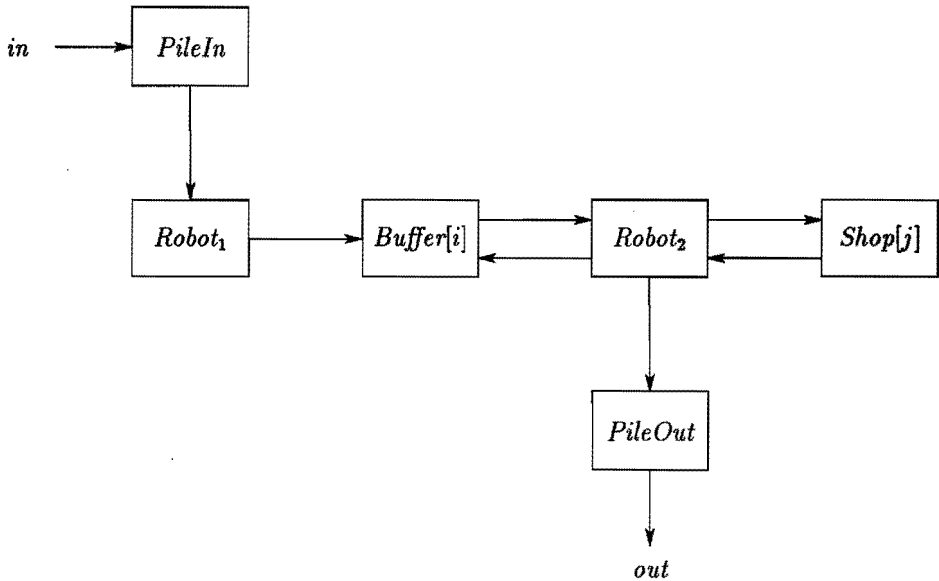 in
PileIn
Robot₁
Buffer[i]
Robot₂
Shop[j]
PileOut
out